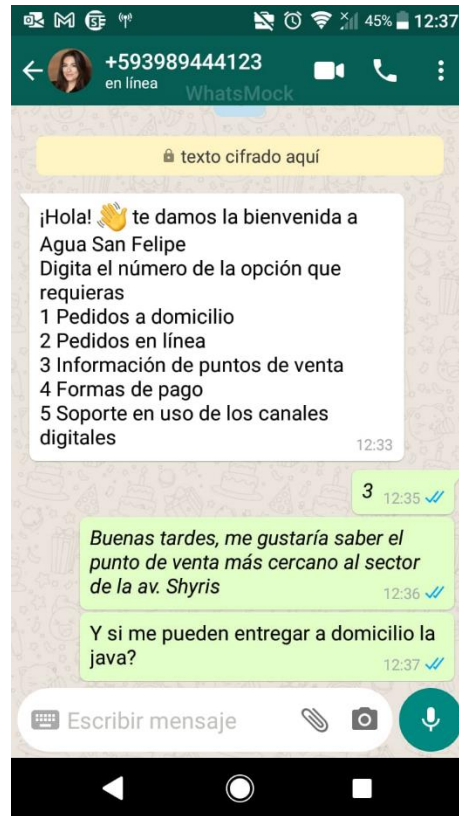 45% 12:37
+593989444123
en línea
WhatsMock
texto cifrado aquí
¡Hola! 👋 te damos la bienvenida a
Agua San Felipe
Digita el número de la opción que
requieras
1 Pedidos a domicilio
2 Pedidos en línea
3 Información de puntos de venta
4 Formas de pago
5 Soporte en uso de los canales
digitales
12:33
3 12:35
Buenas tardes, me gustaría saber el
punto de venta más cercano al sector
de la av. Shyris
12:36
Y si me pueden entregar a domicilio la
java?
12:37
Escribir mensaje